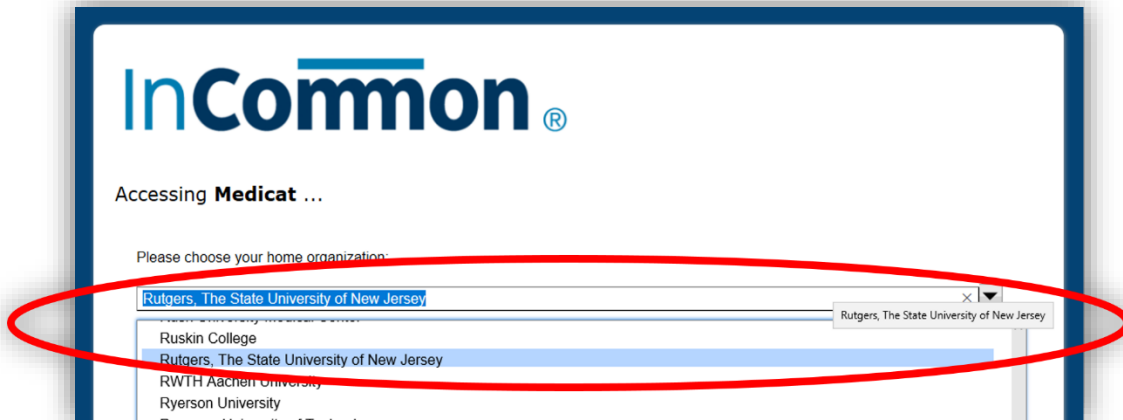 InCommon ®
Accessing Medicat ...
Please choose your home organization:
Rutgers, The State University of New Jersey
Rutgers, The State University of New Jersey
Ruskin College
Rutgers, The State University of New Jersey
RWTH Aachen University
Ryerson University